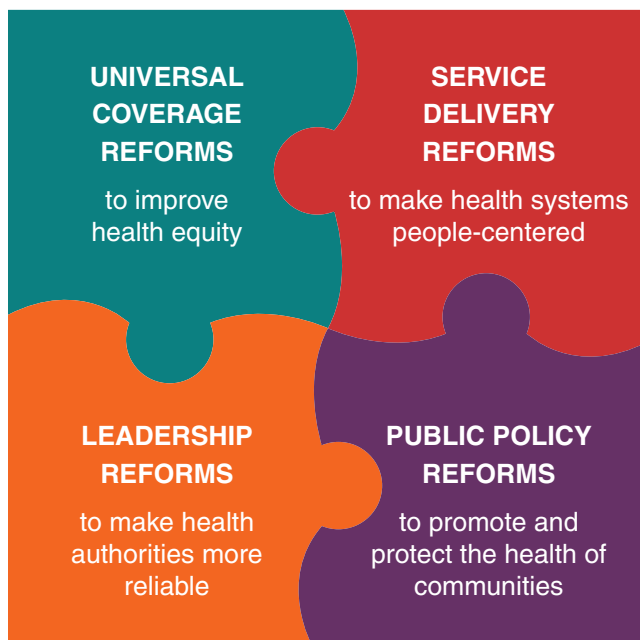 UNIVERSAL
COVERAGE
REFORMS
to improve
health equity
SERVICE
DELIVERY
REFORMS
to make health systems
people-centered
LEADERSHIP
REFORMS
to make health
authorities more
reliable
PUBLIC POLICY
REFORMS
to promote and
protect the health of
communities